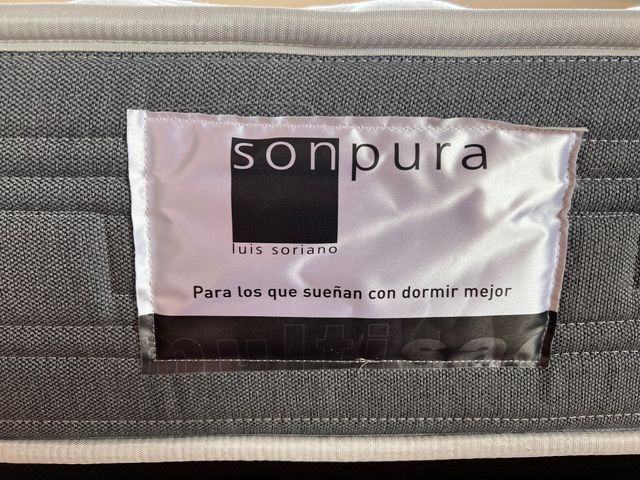 sonpura
luis soriano
Para los que sueñan con dormir mejor